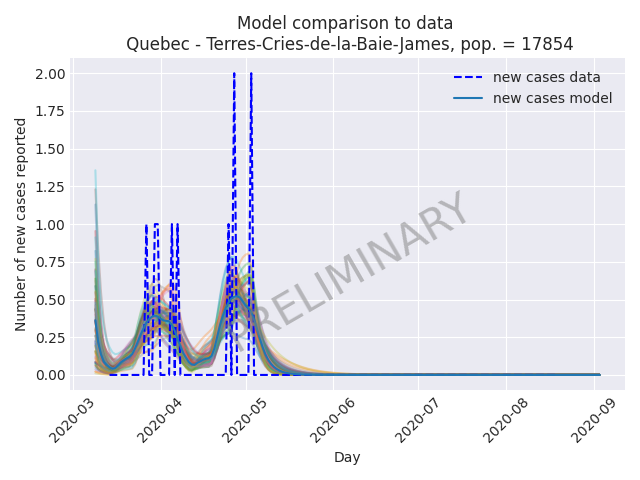 Model comparison to data
Quebec - Terres-Cries-de-la-Baie-James, pop. = 17854
2.00
1.75
1.50
1.25
1.00
0.75
0.50
0.25
0.00
Number of new cases reported
new cases data
new cases model
PRELIMINARY
2020-03
2020-04
2020-05
2020-06
2020-07
2020-08
2020-09
Day